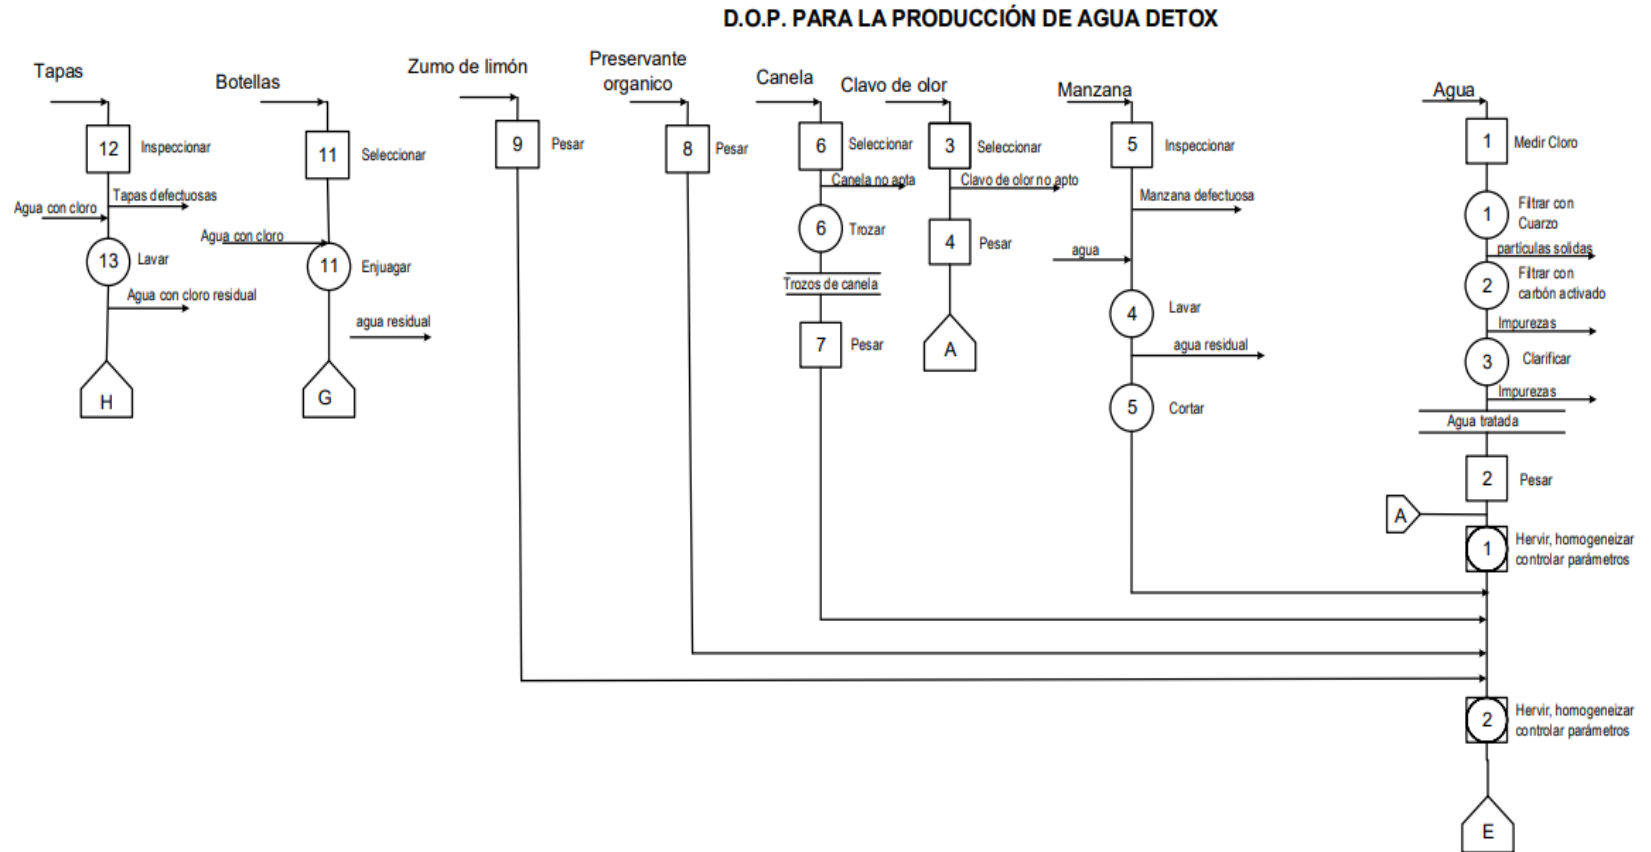 D.O.P. PARA LA PRODUCCIÓN DE AGUA DETOX
Tapas
12
Inspeccionar
Tapas defectuosas
Agua con cloro
13
Lavar
Agua con cloro residual
H
Botellas
11
Seleccionar
Agua con cloro
11
Enjuagar
agua residual
G
Zumo de limón
9
Pesar
Preservante
organico
8
Pesar
Canela
6
Seleccionar
Canela no apta
6
Trozar
Trozos de canela
7
Pesar
Clavo de olor
3
Seleccionar
Clavo de olor no apto
4
Pesar
A
Manzana
5
Inspeccionar
Manzana defectuosa
agua
4
Lavar
agua residual
5
Cortar
Agua
1
Medir Cloro
1
Filtrar con
Cuarzo
partículas solidas
2
Filtrar con
carbón activado
Impurezas
3
Clarificar
Impurezas
Agua tratada
2
Pesar
A
1
Hervir, homogeneizar
controlar parámetros
2
Hervir, homogeneizar
controlar parámetros
E